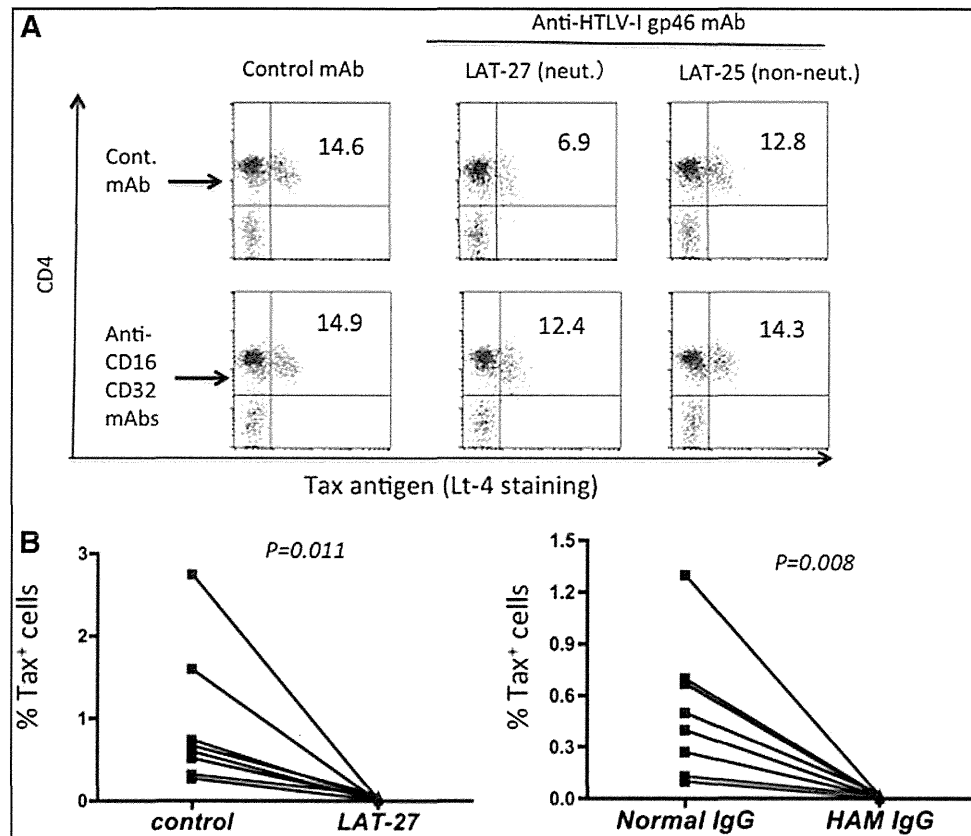 A
Anti-HTLV-I gp46 mAb
Control mAb
LAT-27 (neut.)
LAT-25 (non-neut.)
CD4
Cont.
mAb
14.6
6.9
12.8
Anti-
CD16
CD32
mAbs
14.9
12.4
14.3
Tax antigen (Lt-4 staining)
B
% Tax+ cells
3
2
1
0
P=0.011
control
LAT-27
% Tax+ cells
1.5
1.2
0.9
0.6
0.3
0.0
P=0.008
Normal IgG
HAM IgG